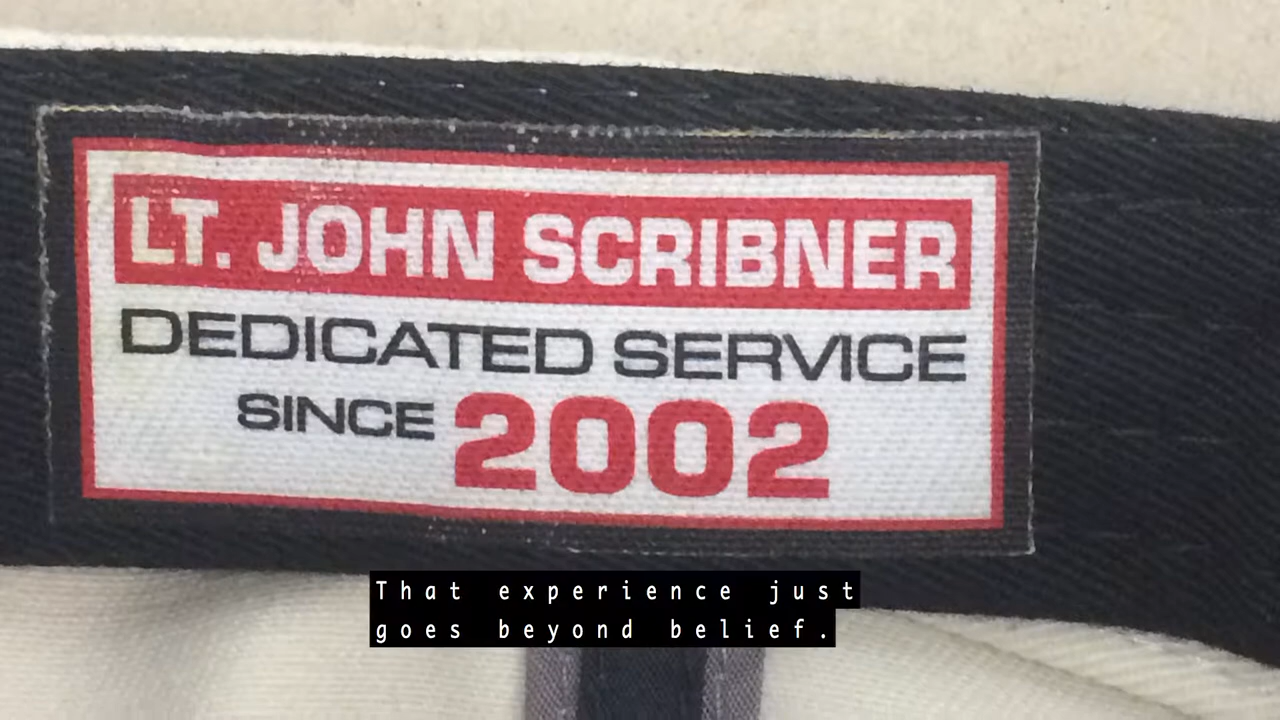 LT. JOHN SCRIBNER
DEDICATED SERVICE
SINCE 2002
That experience just
goes beyond belief.